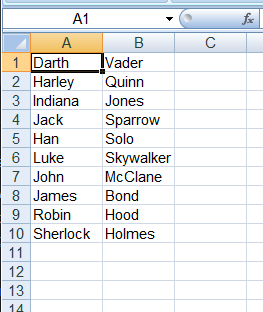 A1 fx
A B C
1 Darth Vader
2 Harley Quinn
3 Indiana Jones
4 Jack Sparrow
5 Han Solo
6 Luke Skywalker
7 John McClane
8 James Bond
9 Robin Hood
10 Sherlock Holmes
11
12
13
14